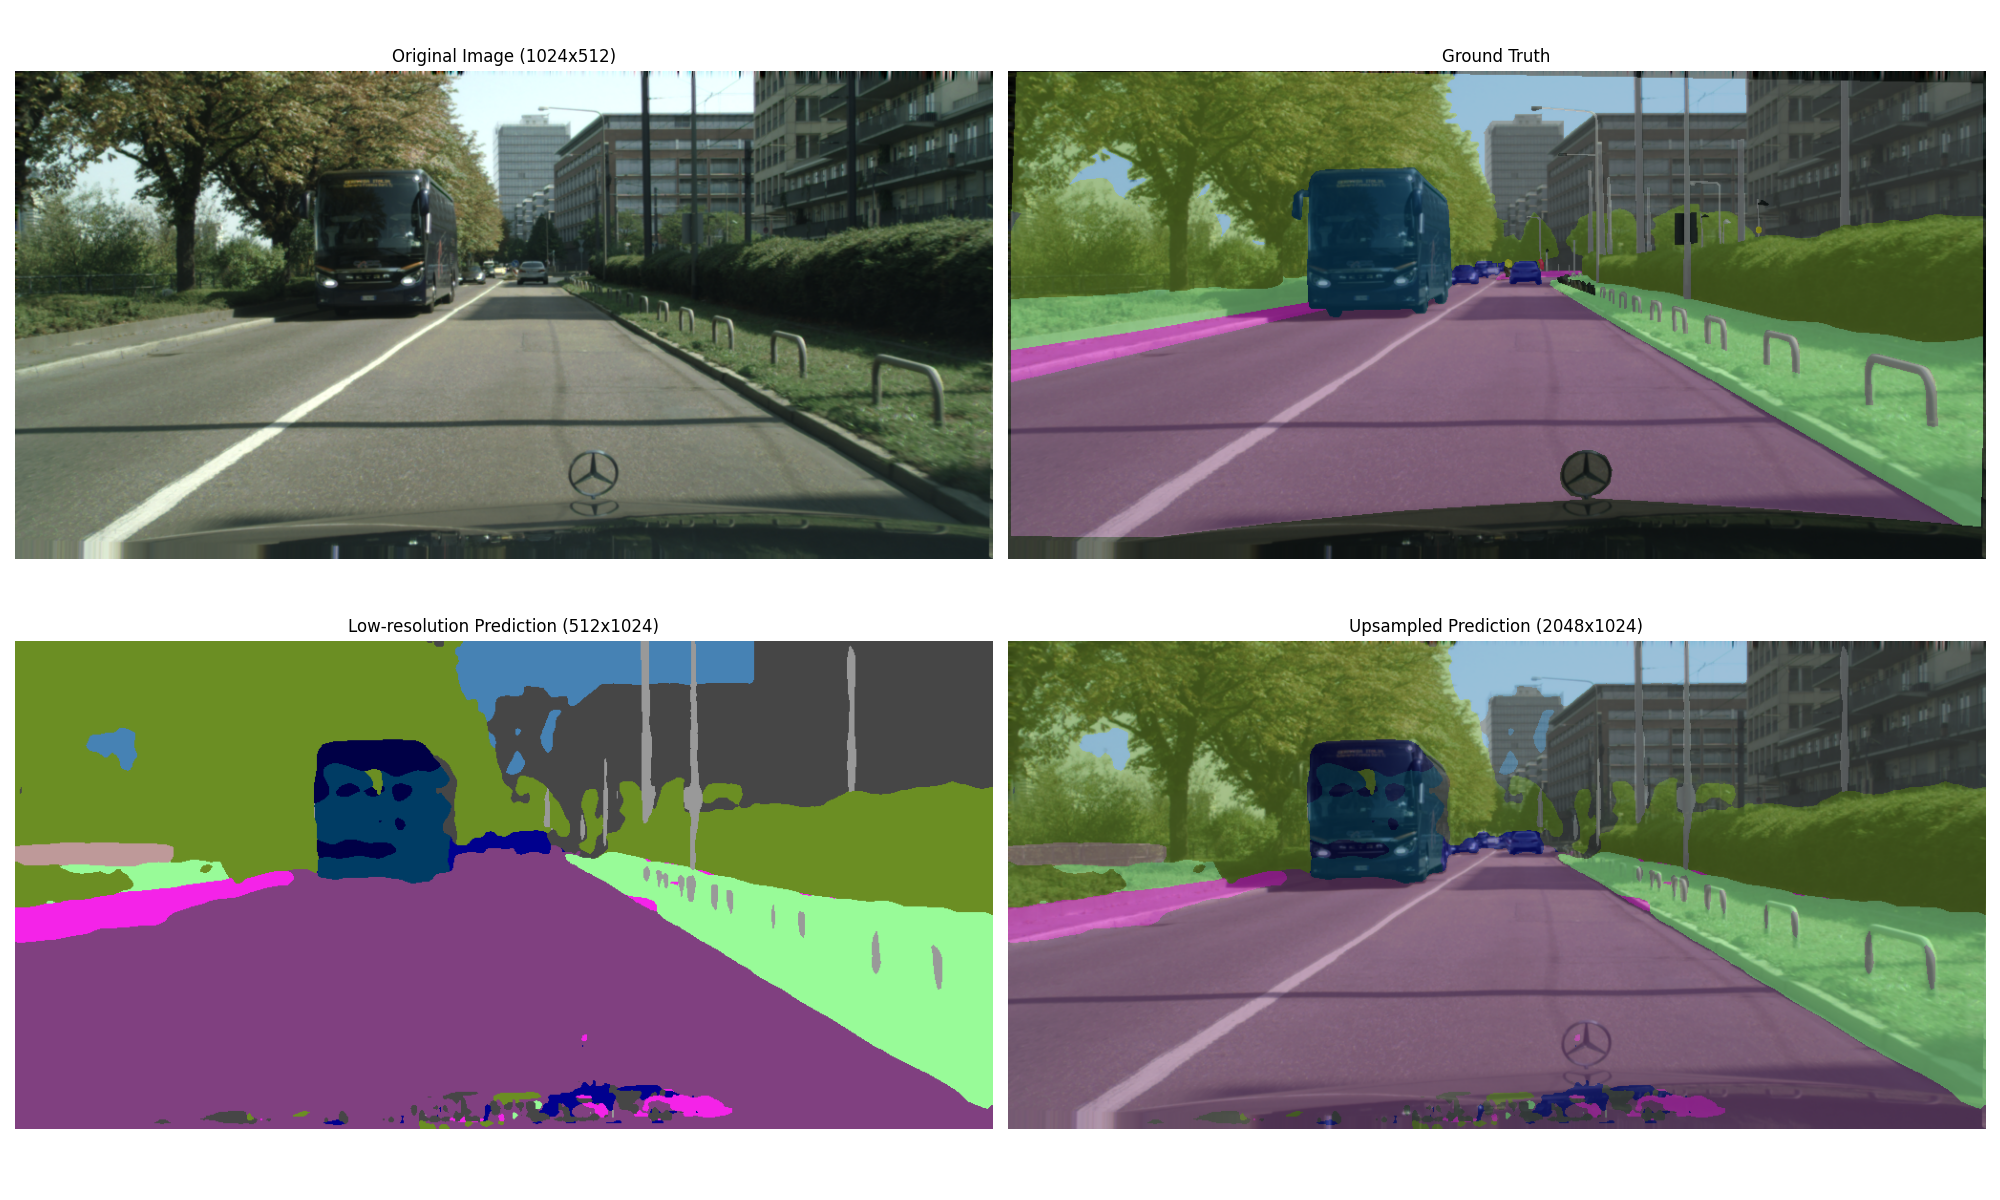 Original Image (1024x512)
Ground Truth
Low-resolution Prediction (512x1024)
Upsampled Prediction (2048x1024)